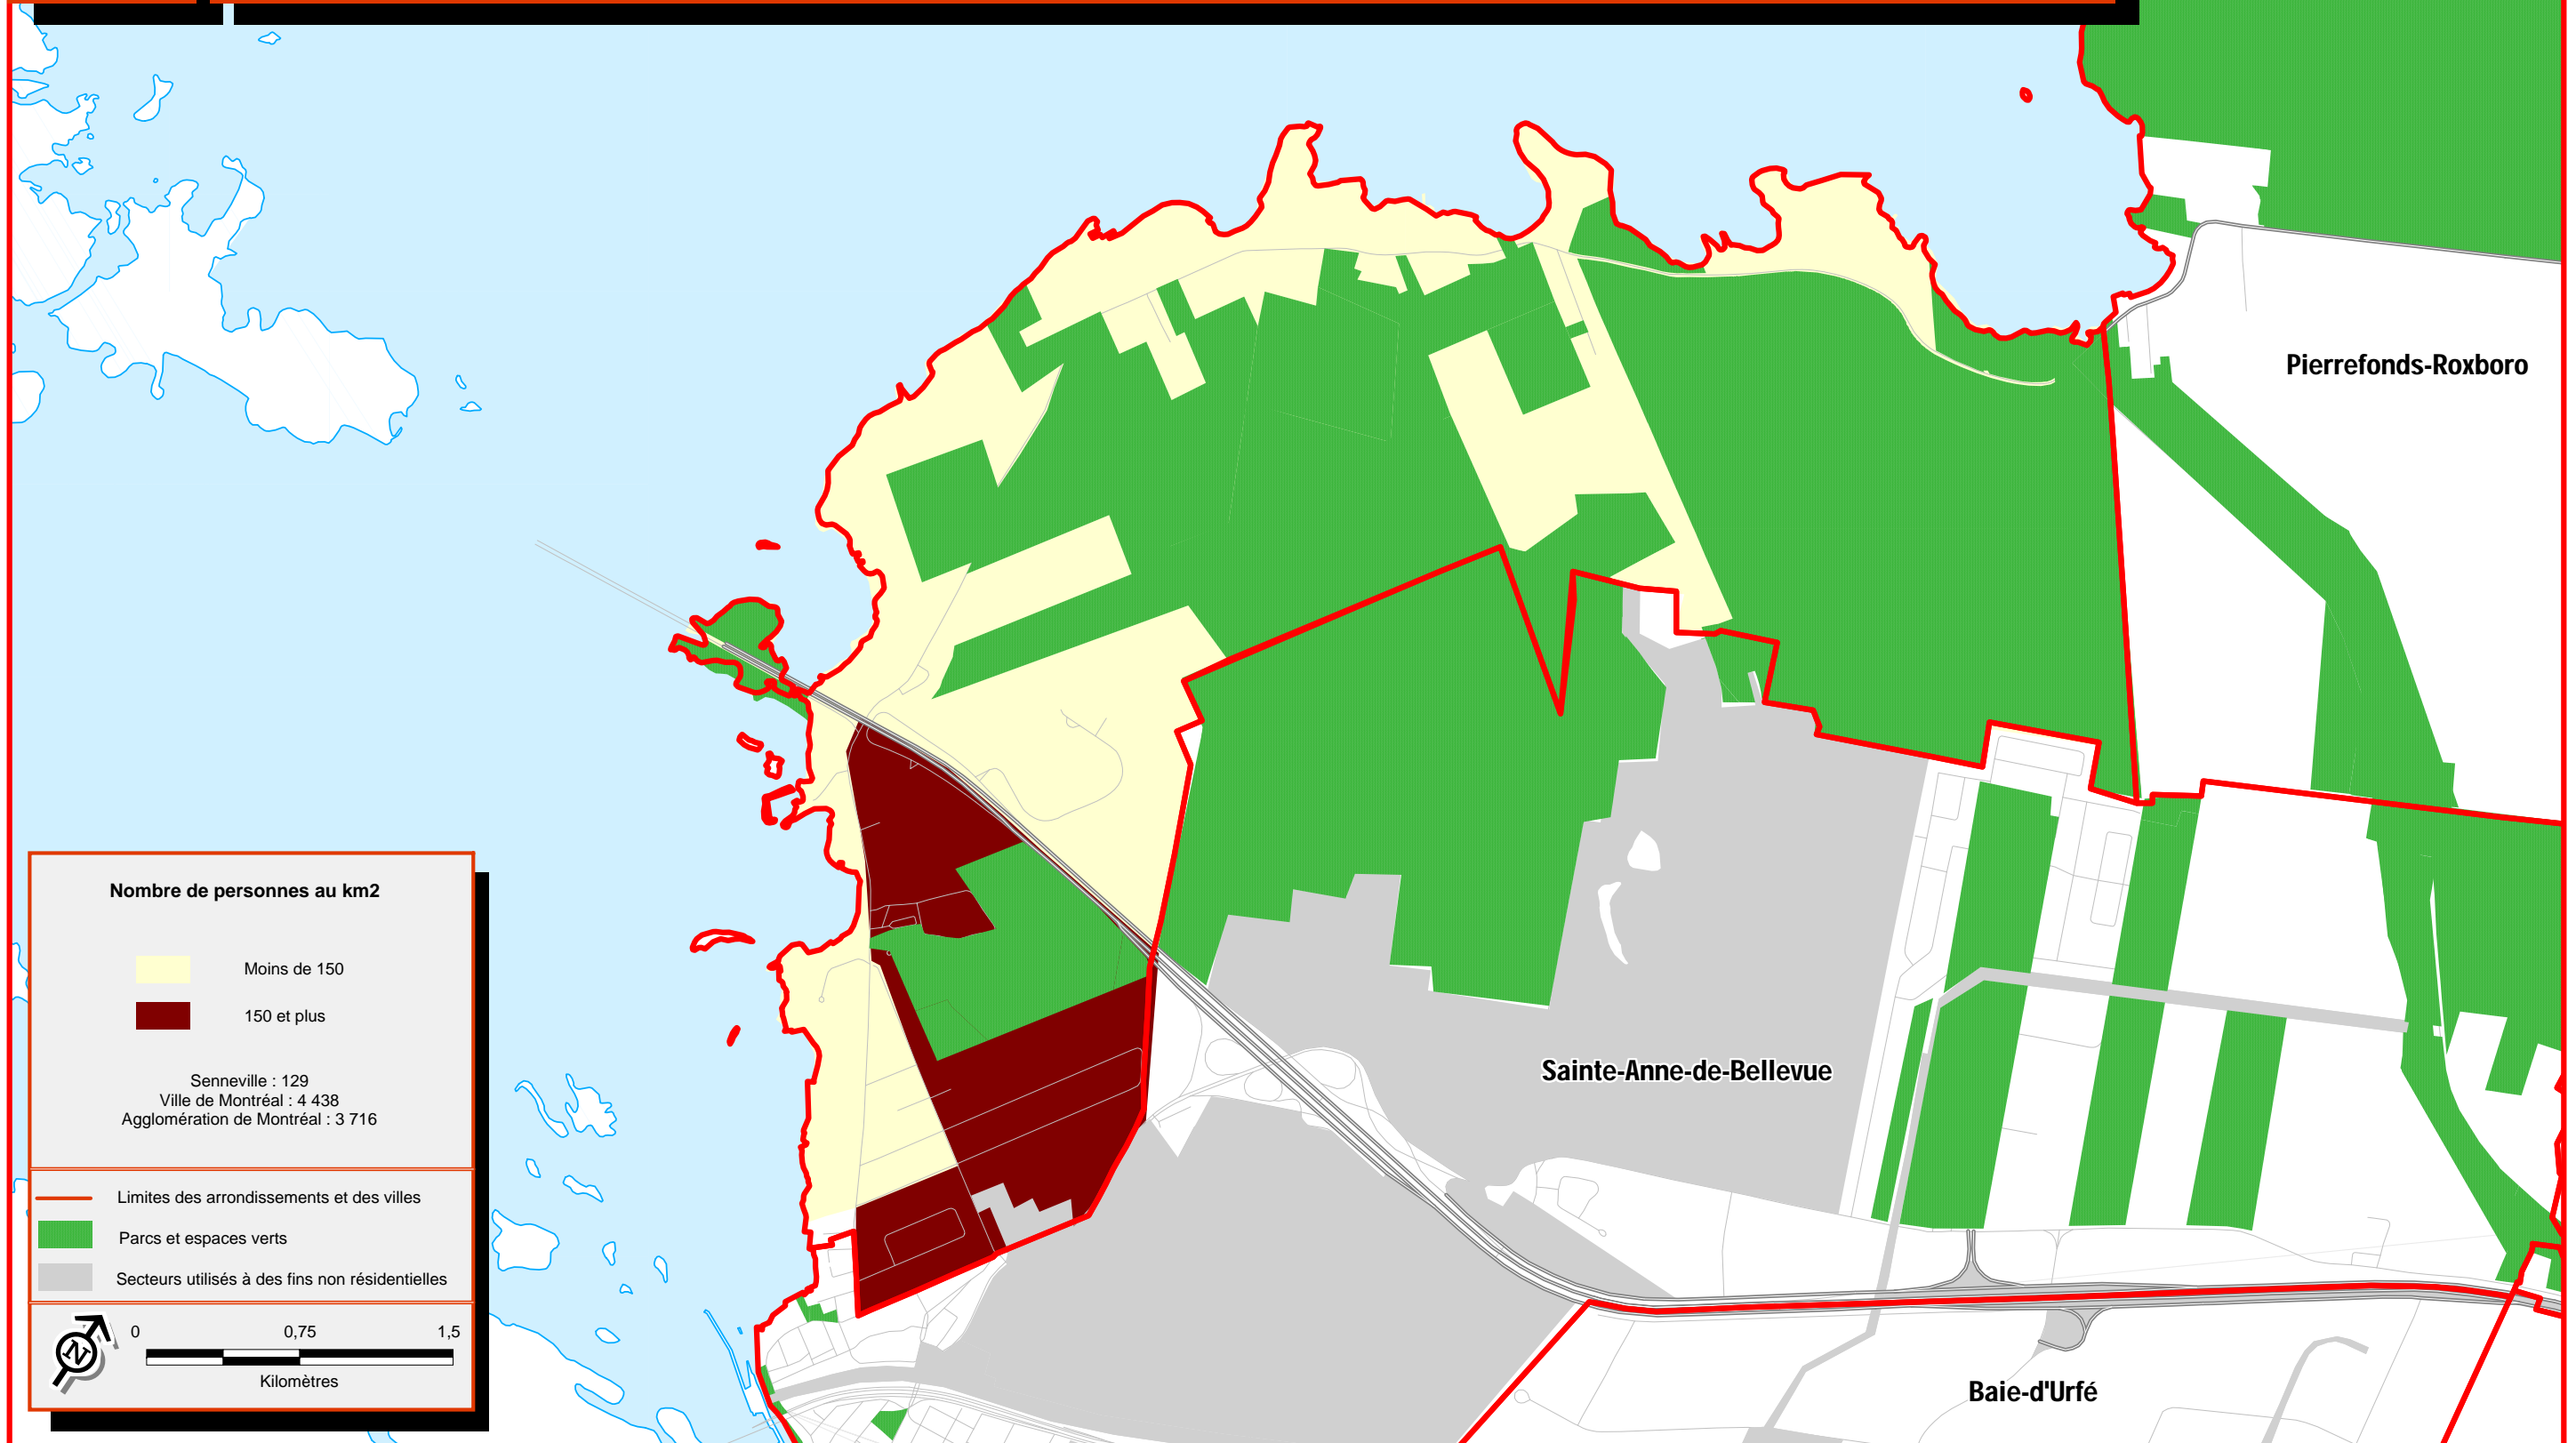 Pierrefonds-Roxboro
Nombre de personnes au km2
Moins de 150
150 et plus
Senneville : 129
Ville de Montréal : 4 438
Agglomération de Montréal : 3 716
Sainte-Anne-de-Bellevue
Limites des arrondissements et des villes
Parcs et espaces verts
Secteurs utilisés à des fins non résidentielles
N
0 0,75 1,5
Kilomètres
Baie-d'Urfé